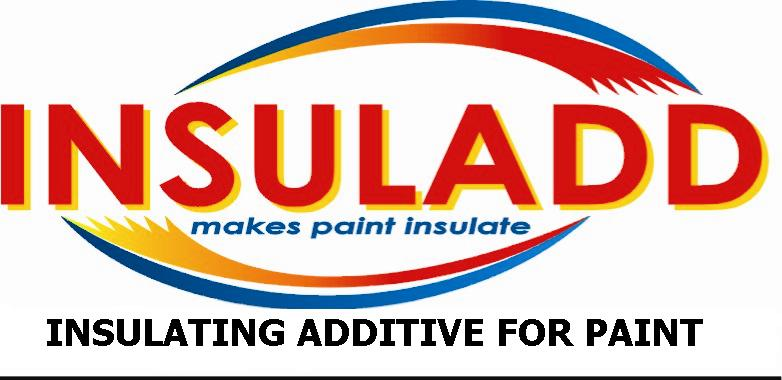 INSULADD
makes paint insulate
INSULATING ADDITIVE FOR PAINT